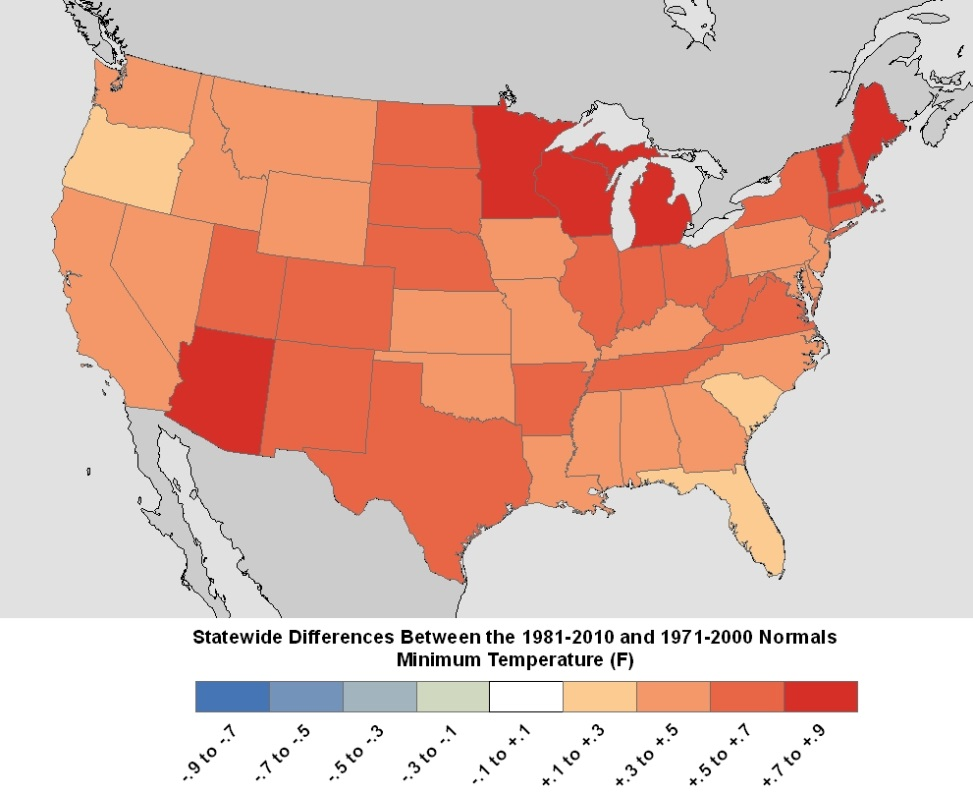 Statewide Differences Between the 1981-2010 and 1971-2000 Normals
Minimum Temperature (F)
-.9 to -.7
-.7 to -.5
-.5 to -.3
-.3 to -.1
-.1 to +.1
+.1 to +.3
+.3 to +.5
+.5 to +.7
+.7 to +.9